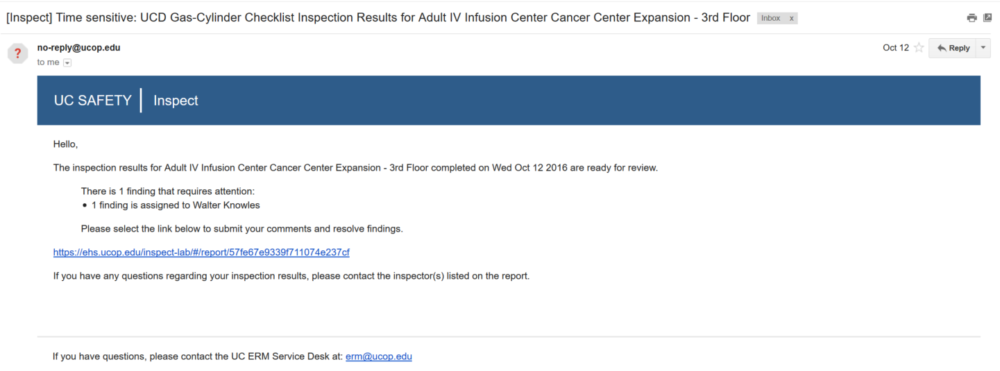 [Inspect] Time sensitive: UCD Gas-Cylinder Checklist Inspection Results for Adult IV Infusion Center Cancer Center Expansion - 3rd Floor Inbox x
?
no-reply@ucop.edu
Oct 12 Reply
to me
UC SAFETY | Inspect
Hello,
The inspection results for Adult IV Infusion Center Cancer Center Expansion - 3rd Floor completed on Wed Oct 12 2016 are ready for review.
There is 1 finding that requires attention:
• 1 finding is assigned to Walter Knowles
Please select the link below to submit your comments and resolve findings.
https://ehs.ucop.edu/inspect-lab/#/report/57fe67e9339f711074e237cf
If you have any questions regarding your inspection results, please contact the inspector(s) listed on the report.
If you have questions, please contact the UC ERM Service Desk at: erm@ucop.edu